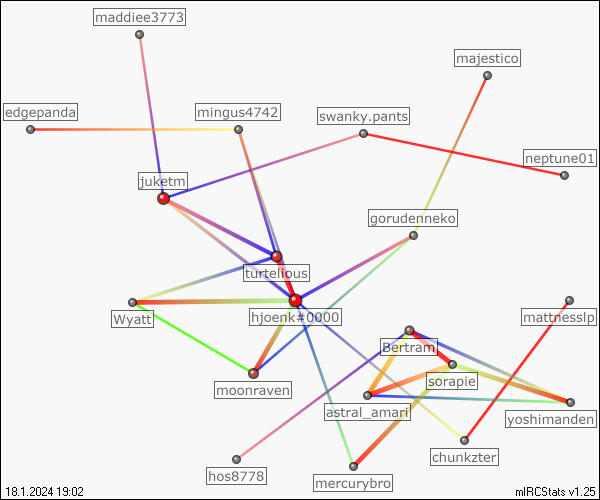 maddiee3773
majestico
edgepanda
mingus4742
swanky.pants
neptune01
juketm
gorudenneko
turtelious
hjoenk#0000
Wyatt
mattnesslp
Bertram
sorapie
moonraven
astral_amari
yoshimanden
chunkzter
hos8778
mercurybro
18.1.2024 19:02
mIRCStats v1.25